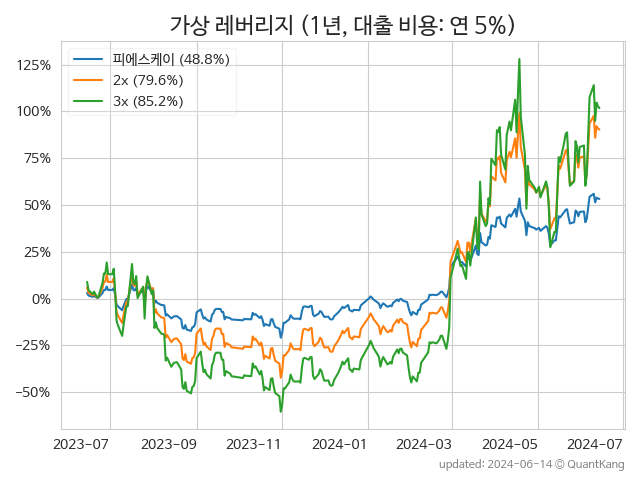 가상 레버리지 (1년, 대출 비용: 연 5%)
피에스케이 (48.8%)
2x (79.6%)
3x (85.2%)
125%
100%
75%
50%
25%
0%
−25%
−50%
2023-07 2023-09 2023-11 2024-01 2024-03 2024-05 2024-07
updated: 2024-06-14 © QuantKang